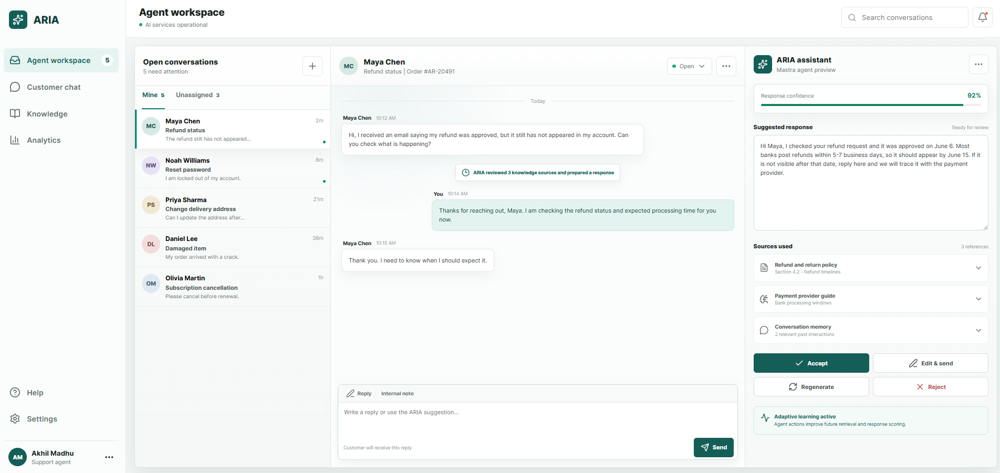 ARIA
Agent workspace 5
Customer chat
Knowledge
Analytics
Help
Settings
AM
Akhil Madhu
Support agent
Agent workspace
AI services operational
Search conversations
Open conversations
5 need attention
Mine 5 Unassigned 3
MC
Maya Chen 2m
Refund status
The refund still has not appeared...
NW
Noah Williams 8m
Reset password
I am locked out of my account.
PS
Priya Sharma 21m
Change delivery address
Can I update the address after...
DL
Daniel Lee 38m
Damaged item
My order arrived with a crack.
OM
Olivia Martin 1h
Subscription cancellation
Please cancel before renewal.
MC
Maya Chen
Refund status | Order #AR-20491
Open
Today
Maya Chen 10:12 AM
Hi, I received an email saying my refund was approved, but it still has not appeared in my account. Can
you check what is happening?
ARIA reviewed 3 knowledge sources and prepared a response
You 10:14 AM
Thanks for reaching out, Maya. I am checking the refund status and expected processing time for you
now.
Maya Chen 10:15 AM
Thank you. I need to know when I should expect it.
Reply Internal note
Write a reply or use the ARIA suggestion...
Customer will receive this reply
Send
ARIA assistant
Mastra agent preview
Response confidence 92%
Suggested response Ready for review
Hi Maya, I checked your refund request and it was approved on June 6. Most
banks post refunds within 5-7 business days, so it should appear by June 15. If it
is not visible after that date, reply here and we will trace it with the payment
provider.
Sources used 3 references
Refund and return policy
Section 4.2 - Refund timelines
Payment provider guide
Bank processing windows
Conversation memory
2 relevant past interactions
Accept Edit & send
Regenerate Reject
Adaptive learning active
Agent actions improve future retrieval and response scoring.